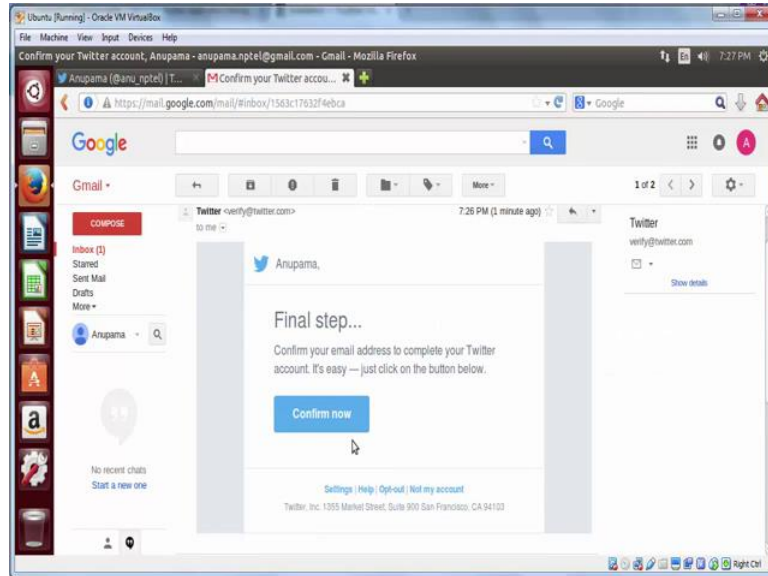 Ubuntu [Running] - Oracle VM VirtualBox
File Machine View Input Devices Help
Confirm your Twitter account, Anupama - anupama.nptel@gmail.com - Gmail - Mozilla Firefox
En 7:27 PM
Anupama (@anu_nptel) | T... Confirm your Twitter accou...
https://mail.google.com/mail/#inbox/1563c17632f4ebca Google
Google A
Gmail More 1 of 2
COMPOSE
Twitter <verify@twitter.com> 7:26 PM (1 minute ago)
to me
Twitter
verify@twitter.com
Show details
Inbox (1)
Starred
Sent Mail
Drafts
More
Anupama
No recent chats
Start a new one
Anupama,
Final step...
Confirm your email address to complete your Twitter
account. It's easy — just click on the button below.
Confirm now
Settings | Help | Opt-out | Not my account
Twitter, Inc. 1355 Market Street, Suite 900 San Francisco, CA 94103
Right Ctrl